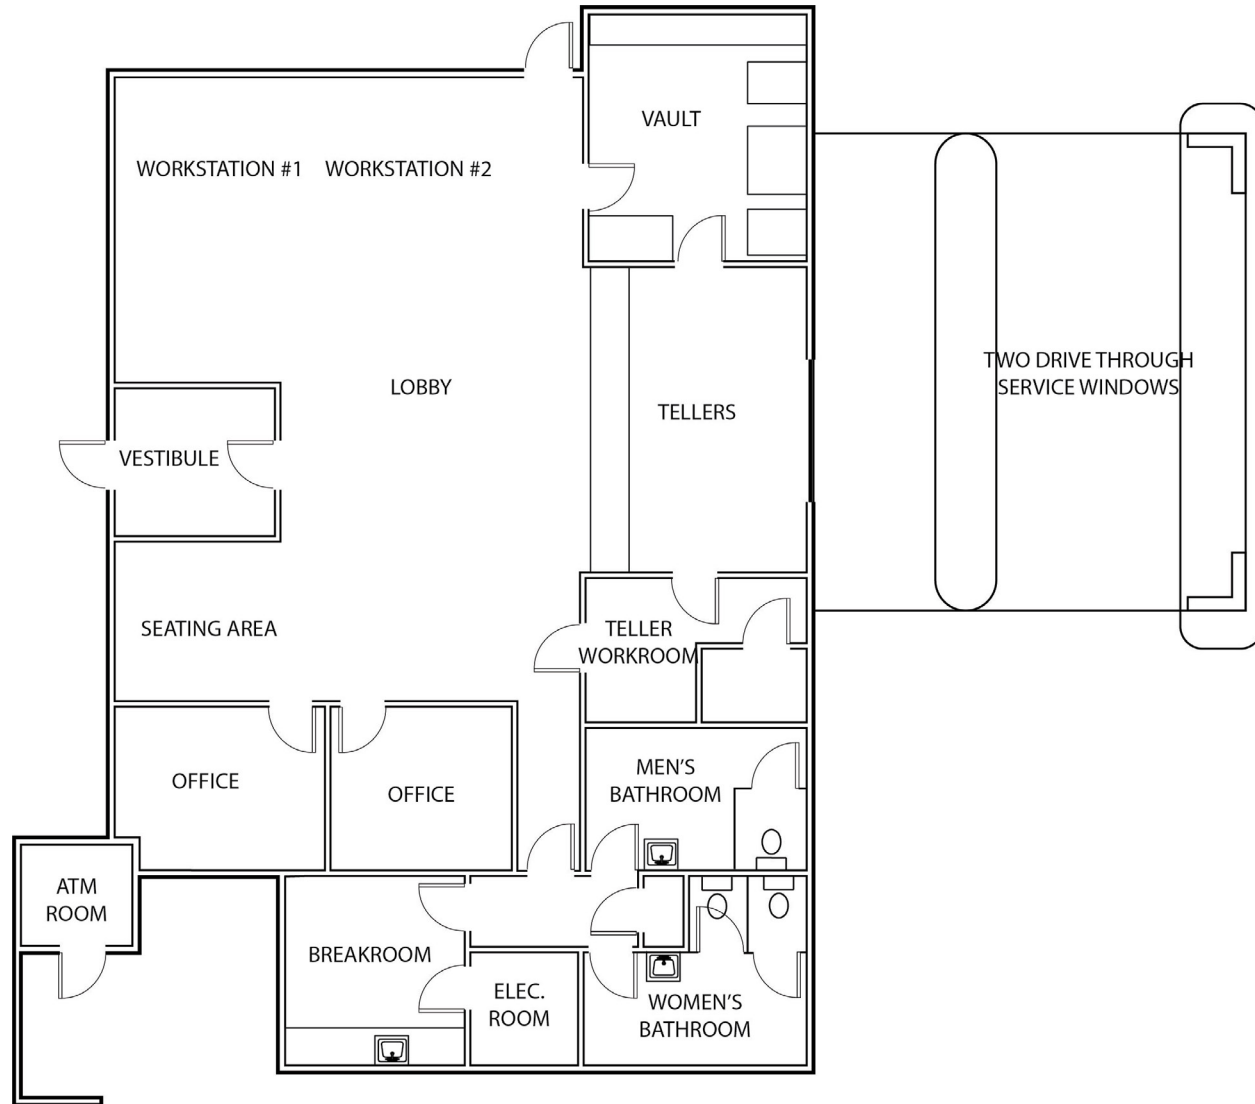 VAULT
WORKSTATION #1
WORKSTATION #2
TWO DRIVE THROUGH
SERVICE WINDOWS
LOBBY
TELLERS
VESTIBULE
SEATING AREA
TELLER
WORKROOM
OFFICE
OFFICE
MEN'S
BATHROOM
ATM
ROOM
BREAKROOM
ELEC.
ROOM
WOMEN'S
BATHROOM